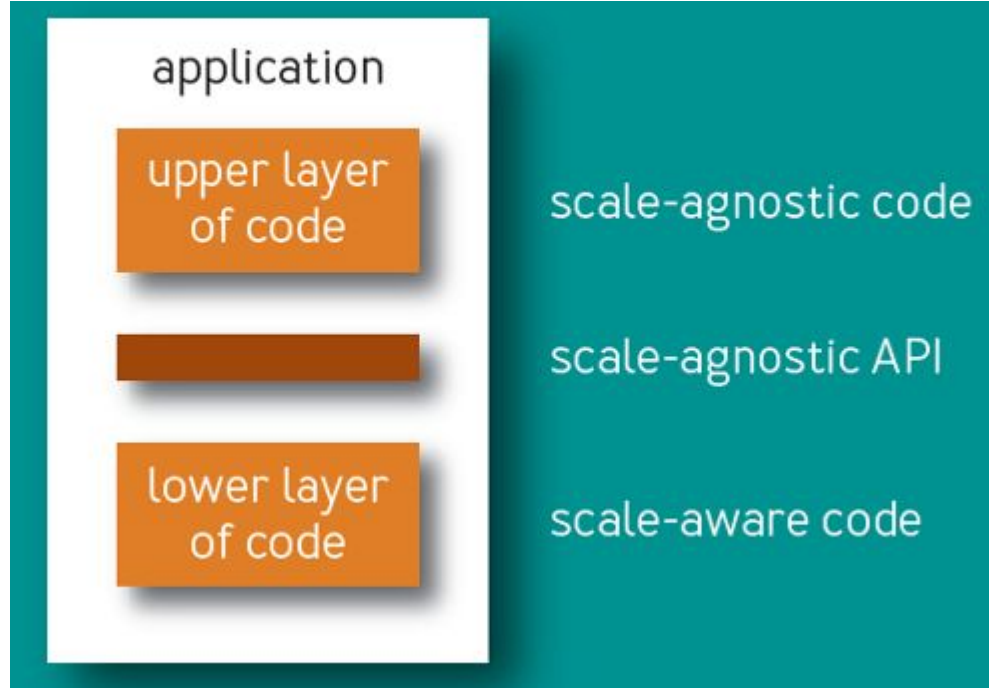 application
upper layer
of code
scale-agnostic code
scale-agnostic API
lower layer
of code
scale-aware code